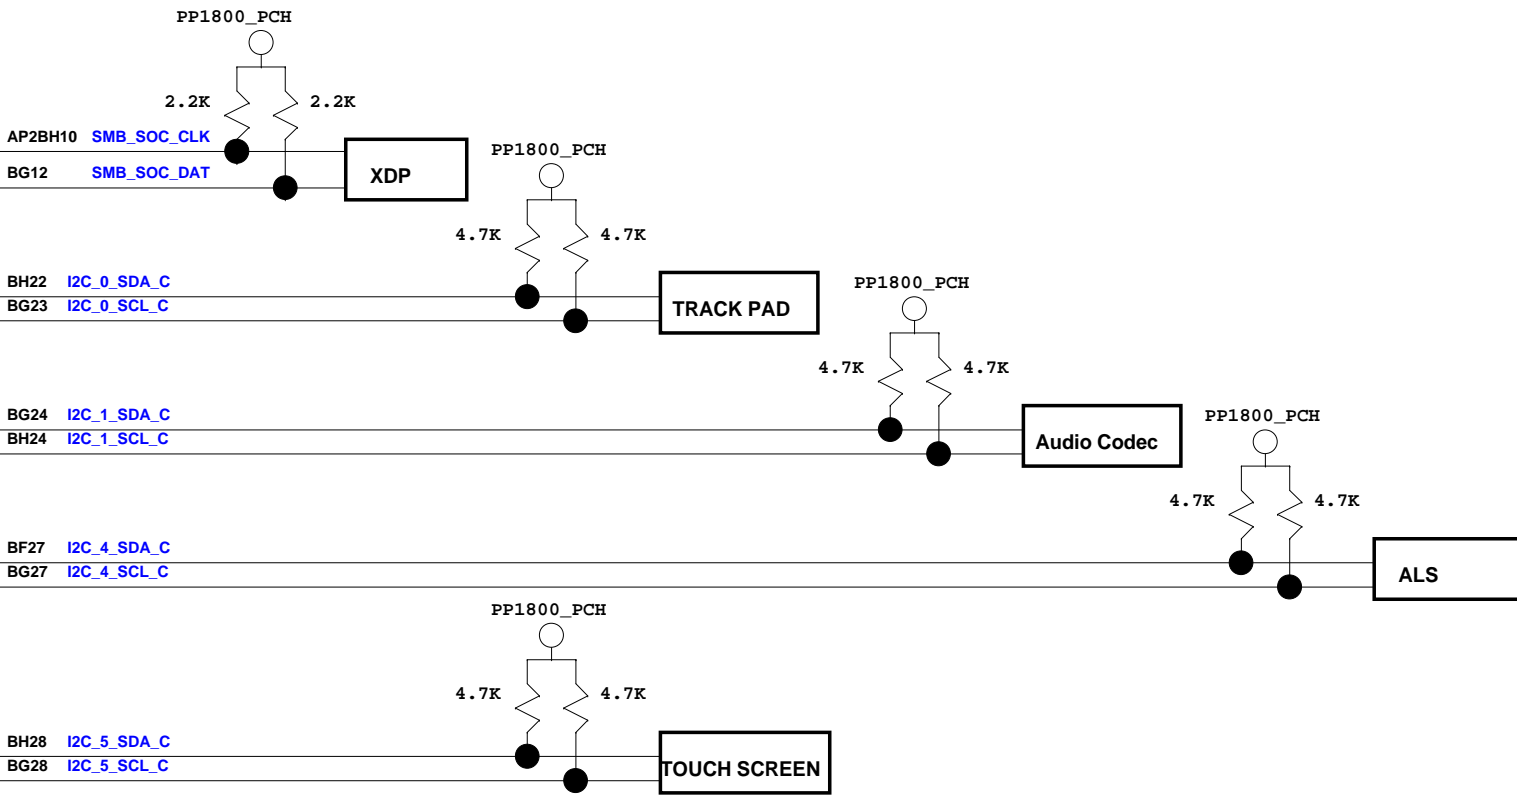 PP1800_PCH
2.2K 2.2K
AP2BH10 SMB_SOC_CLK
BG12 SMB_SOC_DAT
XDP
PP1800_PCH
4.7K 4.7K
BH22 I2C_0_SDA_C
BG23 I2C_0_SCL_C
TRACK PAD
PP1800_PCH
4.7K 4.7K
BG24 I2C_1_SDA_C
BH24 I2C_1_SCL_C
Audio Codec
PP1800_PCH
4.7K 4.7K
BF27 I2C_4_SDA_C
BG27 I2C_4_SCL_C
ALS
PP1800_PCH
4.7K 4.7K
BH28 I2C_5_SDA_C
BG28 I2C_5_SCL_C
TOUCH SCREEN